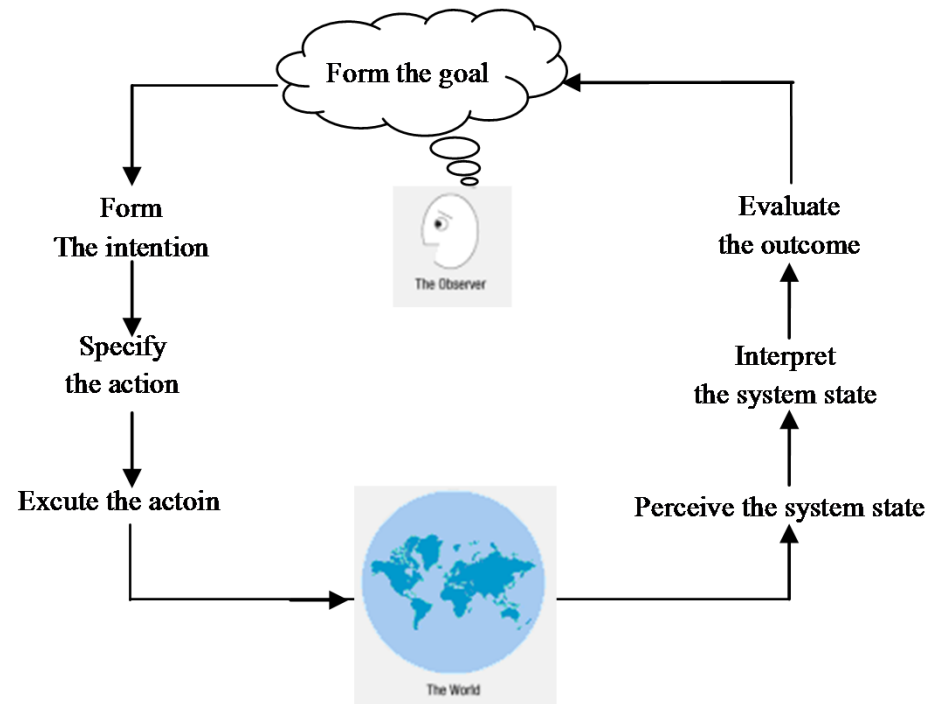 Form the goal
Form
The intention
Specify
the action
Excute the actoin
The Observer
The World
Evaluate
the outcome
Interpret
the system state
Perceive the system state